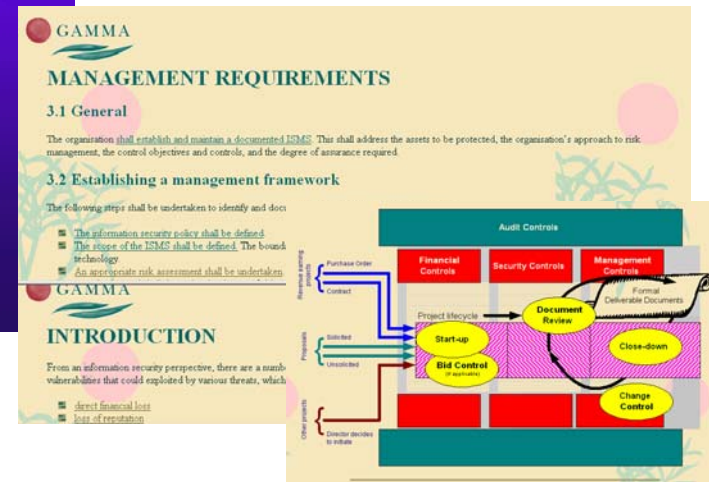 GAMMA
MANAGEMENT REQUIREMENTS
3.1 General
The organisation shall establish and maintain a documented ISMS. This shall address the assets to be protected, the organisation's approach to risk
management, the control objectives and controls, and the degree of assurance required.
3.2 Establishing a management framework
The following steps shall be undertaken to identify and
The information security policy shall be defined.
The scope of the ISMS shall be defined. The
technology.
An appropriate risk assessment shall be undertaken.
GAMMA
INTRODUCTION
From an information security perspective, there are a
vulnerabilities that could exploited by various threats,
direct financial loss
loss of reputation
Audit Controls
Financial
Controls
Security Controls
Management
Controls
Formal
Deliverable Documents
Revenue earning
projects
Purchase Order
Contract
Project lifecycle
Document
Review
Proposals
Solicited
Unsolicited
Start-up
Bid Control
(if applicable)
Close-down
Change
Control
Other projects
Director decides
to initiate